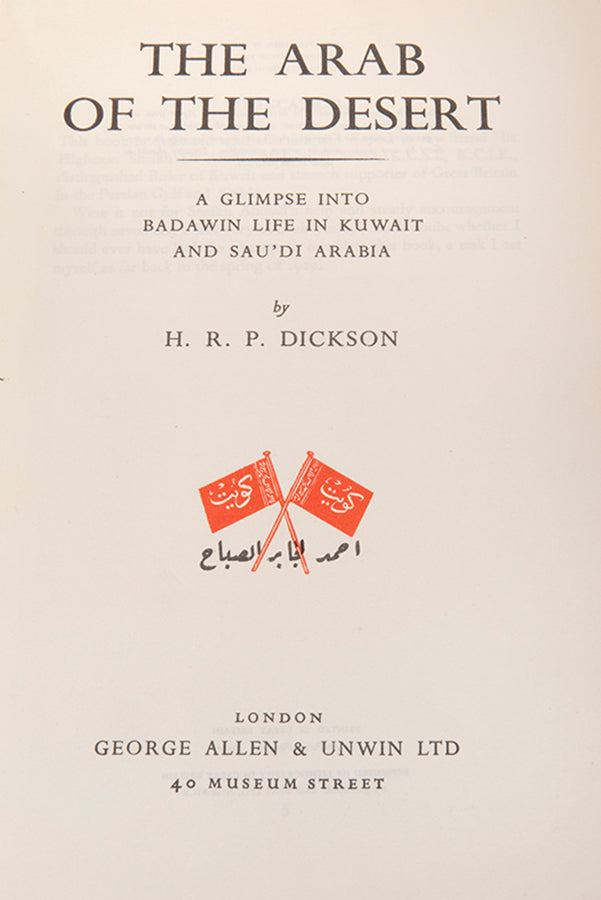 THE ARAB
OF THE DESERT
A GLIMPSE INTO
BADAWIN LIFE IN KUWAIT
AND SAU'DI ARABIA
by
H. R. P. DICKSON
كويت كويت
احمد الجابر الصباح
LONDON
GEORGE ALLEN & UNWIN LTD
40 MUSEUM STREET